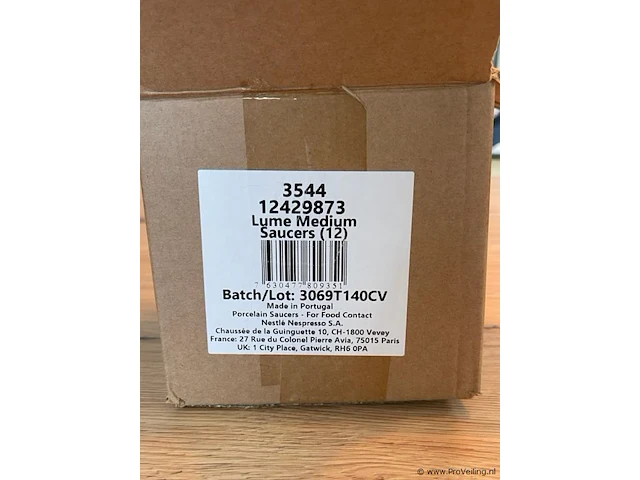 3544
12429873
Lume Medium
Saucers (12)
7 630477 809351
Batch/Lot: 3069T140CV
Made in Portugal
Porcelain Saucers - For Food Contact
Nestlé Nespresso S.A.
Chaussée de la Guinguette 10, CH-1800 Vevey
France: 27 Rue du Colonel Pierre Avia, 75015 Paris
UK: 1 City Place, Gatwick, RH6 0PA
© www.ProVeiling.nl